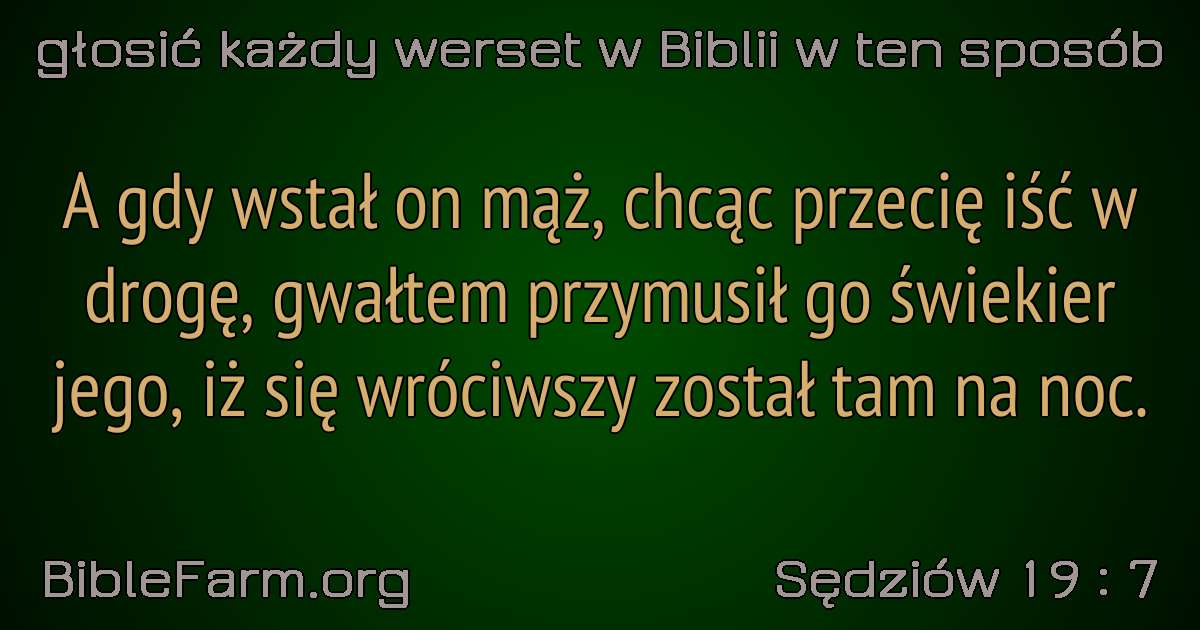 głosić każdy werset w Biblii w ten sposób
A gdy wstał on mąż, chcąc przecię iść w
drogę, gwałtem przymusił go świekier
jego, iż się wróciwszy został tam na noc.
BibleFarm.org
Sędziów 19 : 7